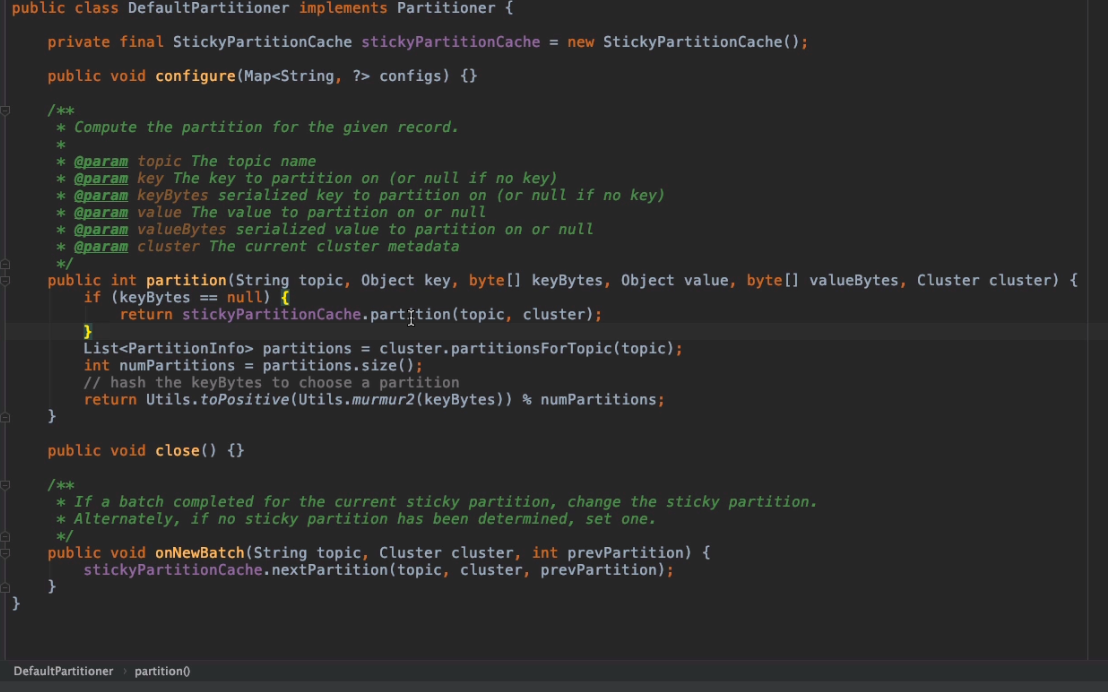 public class DefaultPartitioner implements Partitioner {
private final StickyPartitionCache stickyPartitionCache = new StickyPartitionCache();
public void configure(Map<String, ?> configs) {}
/**
* Compute the partition for the given record.
*
* @param topic The topic name
* @param key The key to partition on (or null if no key)
* @param keyBytes serialized key to partition on (or null if no key)
* @param value The value to partition on or null
* @param valueBytes serialized value to partition on or null
* @param cluster The current cluster metadata
*/
public int partition(String topic, Object key, byte[] keyBytes, Object value, byte[] valueBytes, Cluster cluster) {
if (keyBytes == null) {
return stickyPartitionCache.partition(topic, cluster);
}
List<PartitionInfo> partitions = cluster.partitionsForTopic(topic);
int numPartitions = partitions.size();
// hash the keyBytes to choose a partition
return Utils.toPositive(Utils.murmur2(keyBytes)) % numPartitions;
}
public void close() {}
/**
* If a batch completed for the current sticky partition, change the sticky partition.
* Alternately, if no sticky partition has been determined, set one.
*/
public void onNewBatch(String topic, Cluster cluster, int prevPartition) {
stickyPartitionCache.nextPartition(topic, cluster, prevPartition);
}
}
DefaultPartitioner › partition()